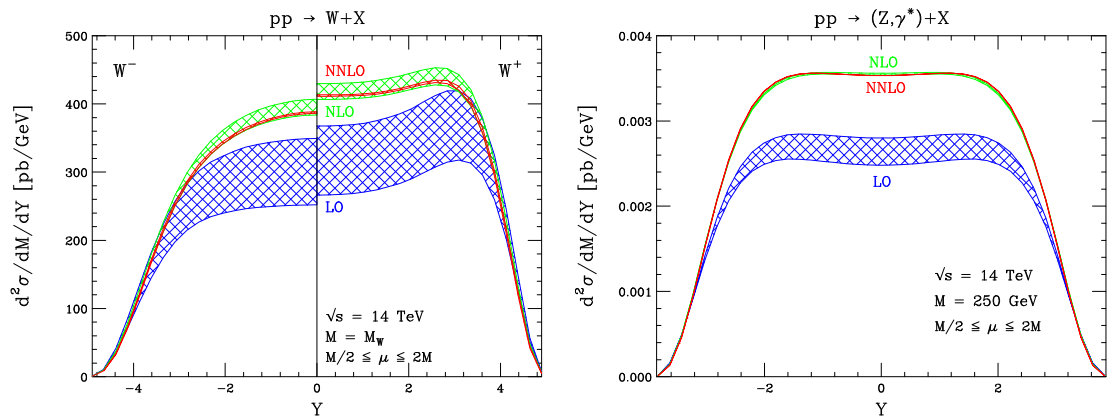 pp → W+X
d²σ/dM/dY [pb/GeV]
500
400
300
200
100
0
W⁻
W⁺
NNLO
NLO
LO
√s = 14 TeV
M = M_W
M/2 ≤ μ ≤ 2M
−4
−2
0
2
4
Y
pp → (Z,γ*)+X
d²σ/dM/dY [pb/GeV]
0.004
0.003
0.002
0.001
0.000
NLO
NNLO
LO
√s = 14 TeV
M = 250 GeV
M/2 ≤ μ ≤ 2M
−2
0
2
Y